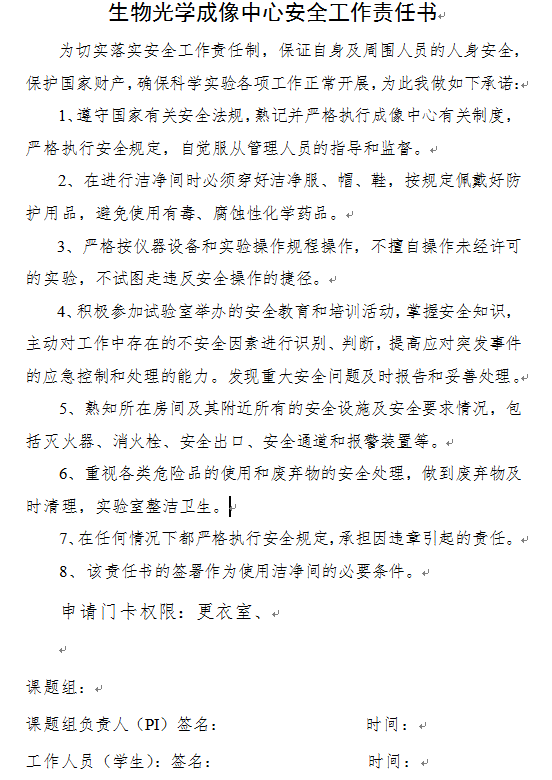 生物光学成像中心安全工作责任书
为切实落实安全工作责任制，保证自身及周围人员的人身安全，
保护国家财产，确保科学实验各项工作正常开展，为此我做如下承诺：
1、遵守国家有关安全法规，熟记并严格执行成像中心有关制度，
严格执行安全规定，自觉服从管理人员的指导和监督。
2、在进行洁净间时必须穿好洁净服、帽、鞋，按规定佩戴好防
护用品，避免使用有毒、腐蚀性化学药品。
3、严格按仪器设备和实验操作规程操作，不擅自操作未经许可
的实验，不试图走违反安全操作的捷径。
4、积极参加试验室举办的安全教育和培训活动，掌握安全知识，
主动对工作中存在的不安全因素进行识别、判断，提高应对突发事件
的应急控制和处理的能力。发现重大安全问题及时报告和妥善处理。
5、熟知所在房间及其附近所有的安全设施及安全要求情况，包
括灭火器、消火栓、安全出口、安全通道和报警装置等。
6、重视各类危险品的使用和废弃物的安全处理，做到废弃物及
时清理，实验室整洁卫生。
7、在任何情况下都严格执行安全规定，承担因违章引起的责任。
8、该责任书的签署作为使用洁净间的必要条件。
申请门卡权限：更衣室、
课题组：
课题组负责人（PI）签名： 时间：
工作人员（学生）：签名： 时间：